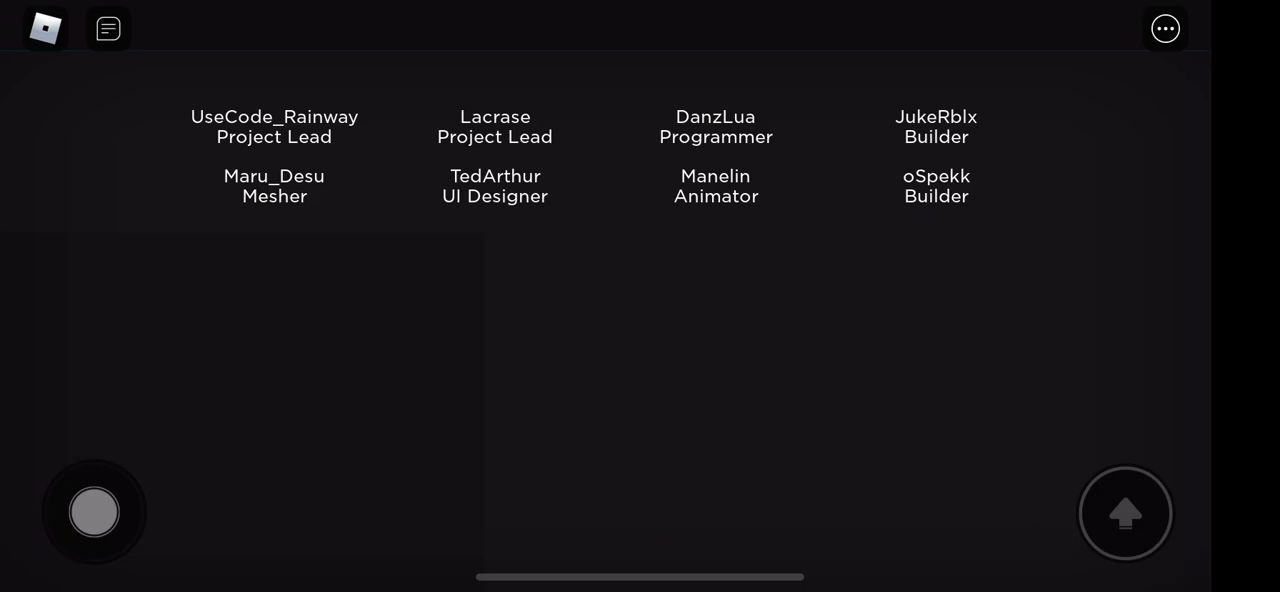 UseCode_Rainway
Project Lead
Lacrase
Project Lead
DanzLua
Programmer
JukeRblx
Builder
Maru_Desu
Mesher
TedArthur
UI Designer
Manelin
Animator
oSpekk
Builder